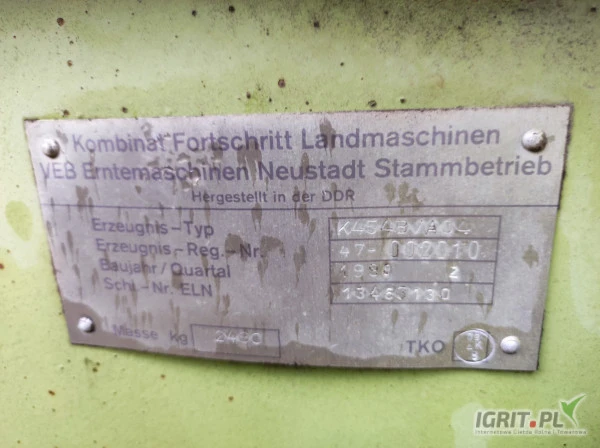 Kombinat Fortschritt Landmaschinen
VEB Erntemaschinen Neustadt Stammbetrieb
Hergestellt in der DDR
Erzeugnis-Typ
Erzeugnis-Reg.-Nr. 47-002010
Baujahr/Quartal 2
Schl-Nr. ELN
Masse kg
TKO
IGRIT.PL